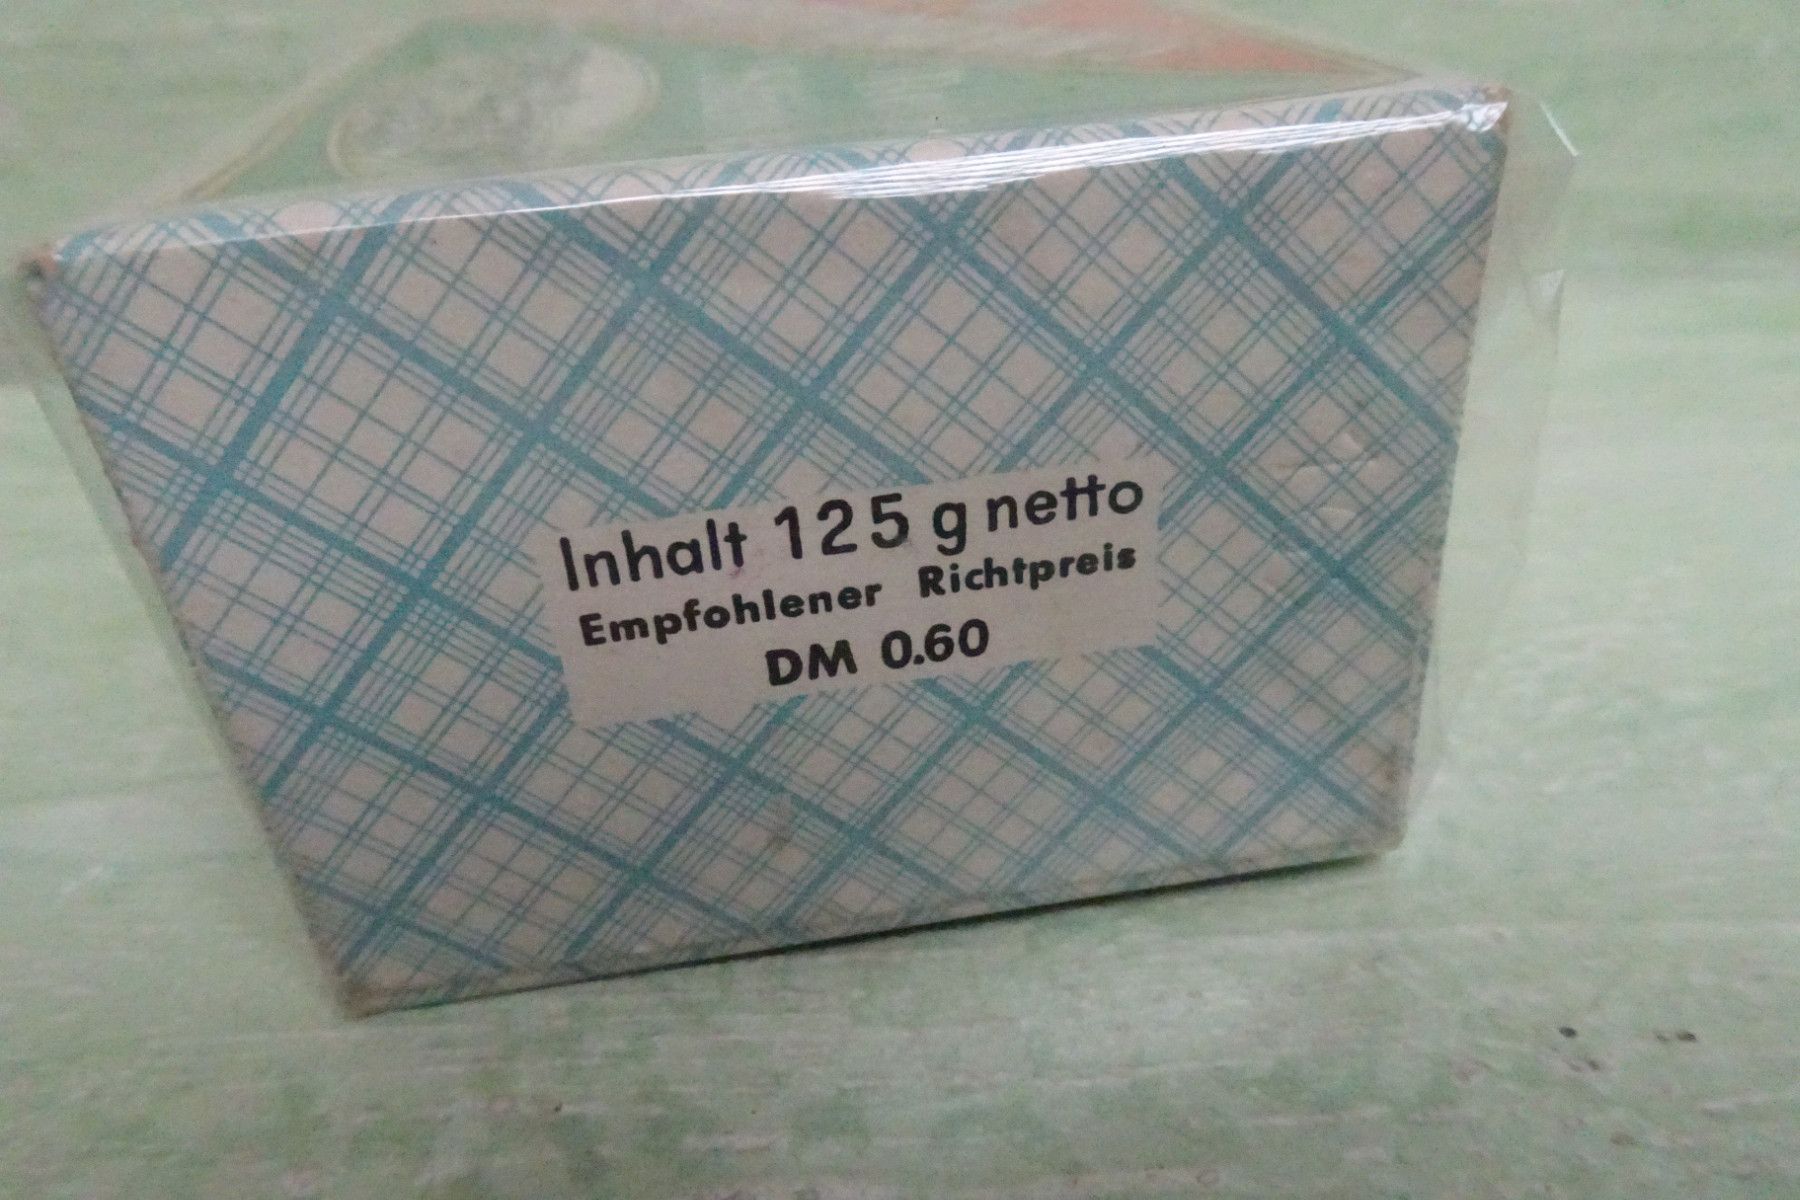 Inhalt 125 g netto
Empfohlener Richtpreis
DM 0.60